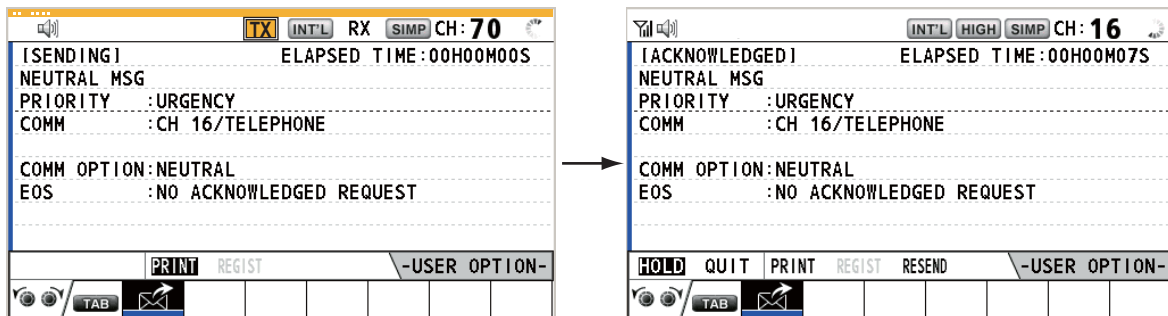 TX INT'L RX SIMP CH:70
[SENDING] ELAPSED TIME:00H00M00S
NEUTRAL MSG
PRIORITY :URGENCY
COMM :CH 16/TELEPHONE
COMM OPTION:NEUTRAL
EOS :NO ACKNOWLEDGED REQUEST
PRINT REGIST \-USER OPTION-
TAB
INT'L HIGH SIMP CH:16
[ACKNOWLEDGED] ELAPSED TIME:00H00M07S
NEUTRAL MSG
PRIORITY :URGENCY
COMM :CH 16/TELEPHONE
COMM OPTION:NEUTRAL
EOS :NO ACKNOWLEDGED REQUEST
HOLD QUIT PRINT REGIST RESEND \-USER OPTION-
TAB